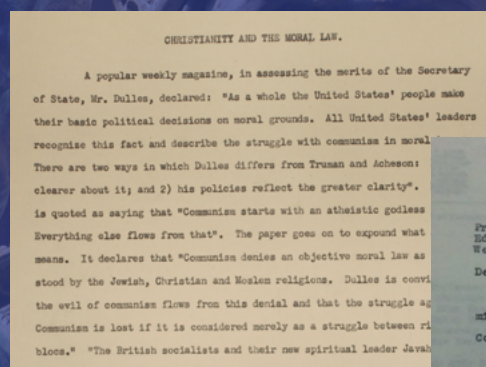 CHRISTIANITY AND THE MORAL LAW.
A popular weekly magazine, in assessing the merits of the Secretary
of State, Mr. Dulles, declared: "As a whole the United States' people make
their basic political decisions on moral grounds. All United States' leaders
recognise this fact and describe the struggle with communism in moral
There are two ways in which Dulles differs from Truman and Acheson:
clearer about it; and 2) his policies reflect the greater clarity".
is quoted as saying that "Communism starts with an atheistic godless
Everything else flows from that". The paper goes on to expound what
means. It declares that "Communism denies an objective moral law as
stood by the Jewish, Christian and Moslem religions. Dulles is convi
the evil of communism flows from this denial and that the struggle ag
Communism is lost if it is considered merely as a struggle between ri
blocs." "The British socialists and their new spiritual leader Javah
Pr
Ed
We
De
mi
Co